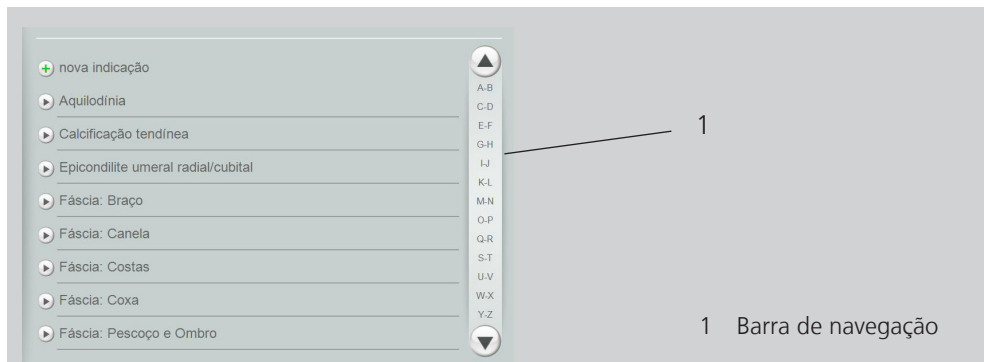 nova indicação
Aquilodínia
Calcificação tendínea
Epicondilite umeral radial/cubital
Fáscia: Braço
Fáscia: Canela
Fáscia: Costas
Fáscia: Coxa
Fáscia: Pescoço e Ombro
A-B
C-D
E-F
G-H
I-J
K-L
M-N
O-P
Q-R
S-T
U-V
W-X
Y-Z
1
1 Barra de navegação